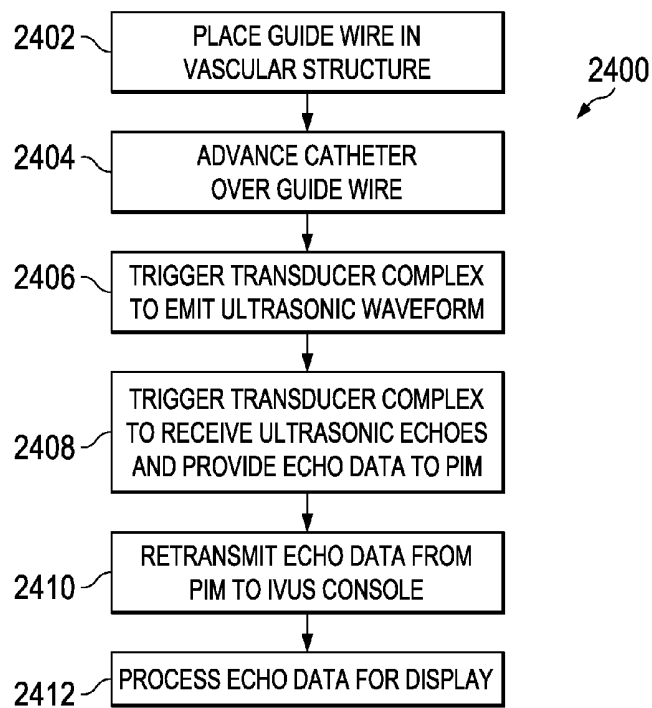 2402
PLACE GUIDE WIRE IN
VASCULAR STRUCTURE
2400
2404
ADVANCE CATHETER
OVER GUIDE WIRE
2406
TRIGGER TRANSDUCER COMPLEX
TO EMIT ULTRASONIC WAVEFORM
2408
TRIGGER TRANSDUCER COMPLEX
TO RECEIVE ULTRASONIC ECHOES
AND PROVIDE ECHO DATA TO PIM
2410
RETRANSMIT ECHO DATA FROM
PIM TO IVUS CONSOLE
2412
PROCESS ECHO DATA FOR DISPLAY